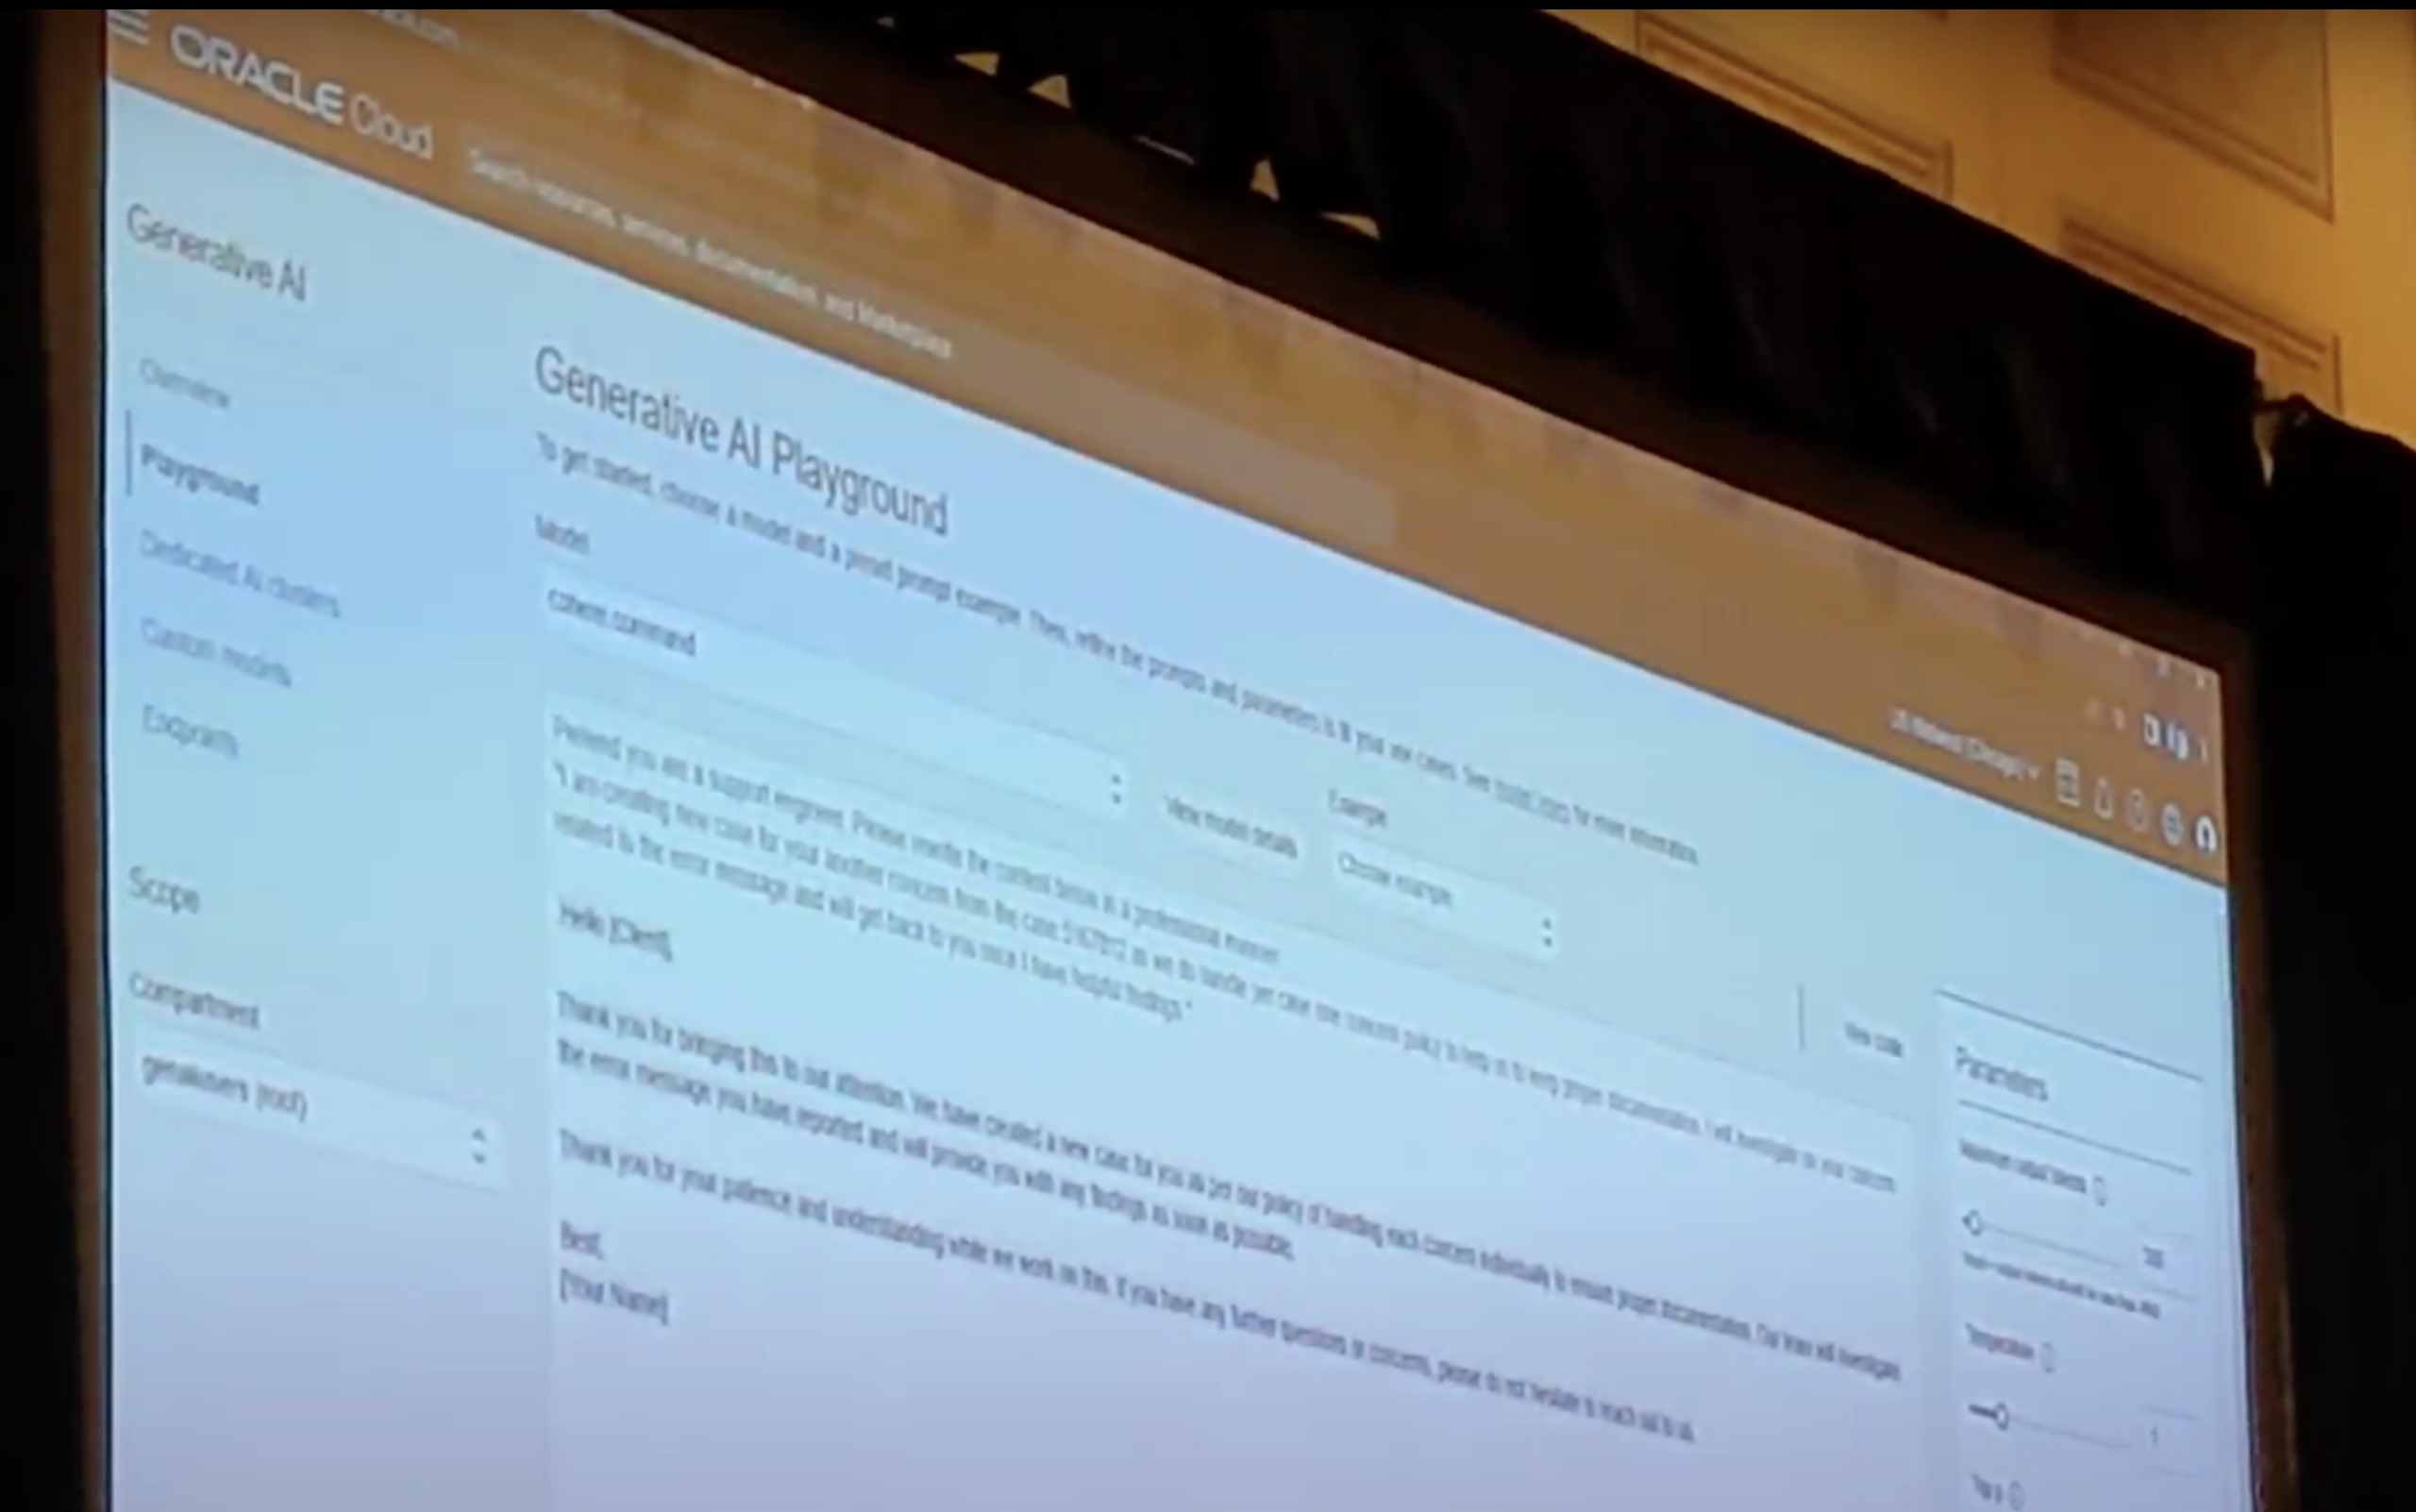 ORACLE Cloud
Search resources, services, documentation, and Marketplace
US Midwest (Chicago)
Generative AI
Overview
Playground
Dedicated AI clusters
Custom models
Endpoints
Scope
Compartment
genaiusers (root)
Generative AI Playground
To get started, choose a model and a preset prompt example. Then, refine the prompts and parameters to fit your use cases. See for more information.
Model
cohere.command
View model details
Example
Choose example
View code
Pretend you are a support engineer. Please rewrite the context below in a professional manner:
"I am creating new case for your another concern from the case as we do handle per case one concern policy to help us to keep proper documentation. I will investigate on your concern
related to the error message and will get back to you once I have helpful findings."
Hello [Client],
Thank you for bringing this to our attention. We have created a new case for you as per our policy of handling each concern individually to ensure proper documentation. Our team will investigate
the error message you have reported and will provide you with any findings as soon as possible.
Thank you for your patience and understanding while we work on this. If you have any further questions or concerns, please do not hesitate to reach out to us.
Best,
[Your Name]
Parameters
Maximum output tokens
Temperature
1
Top p